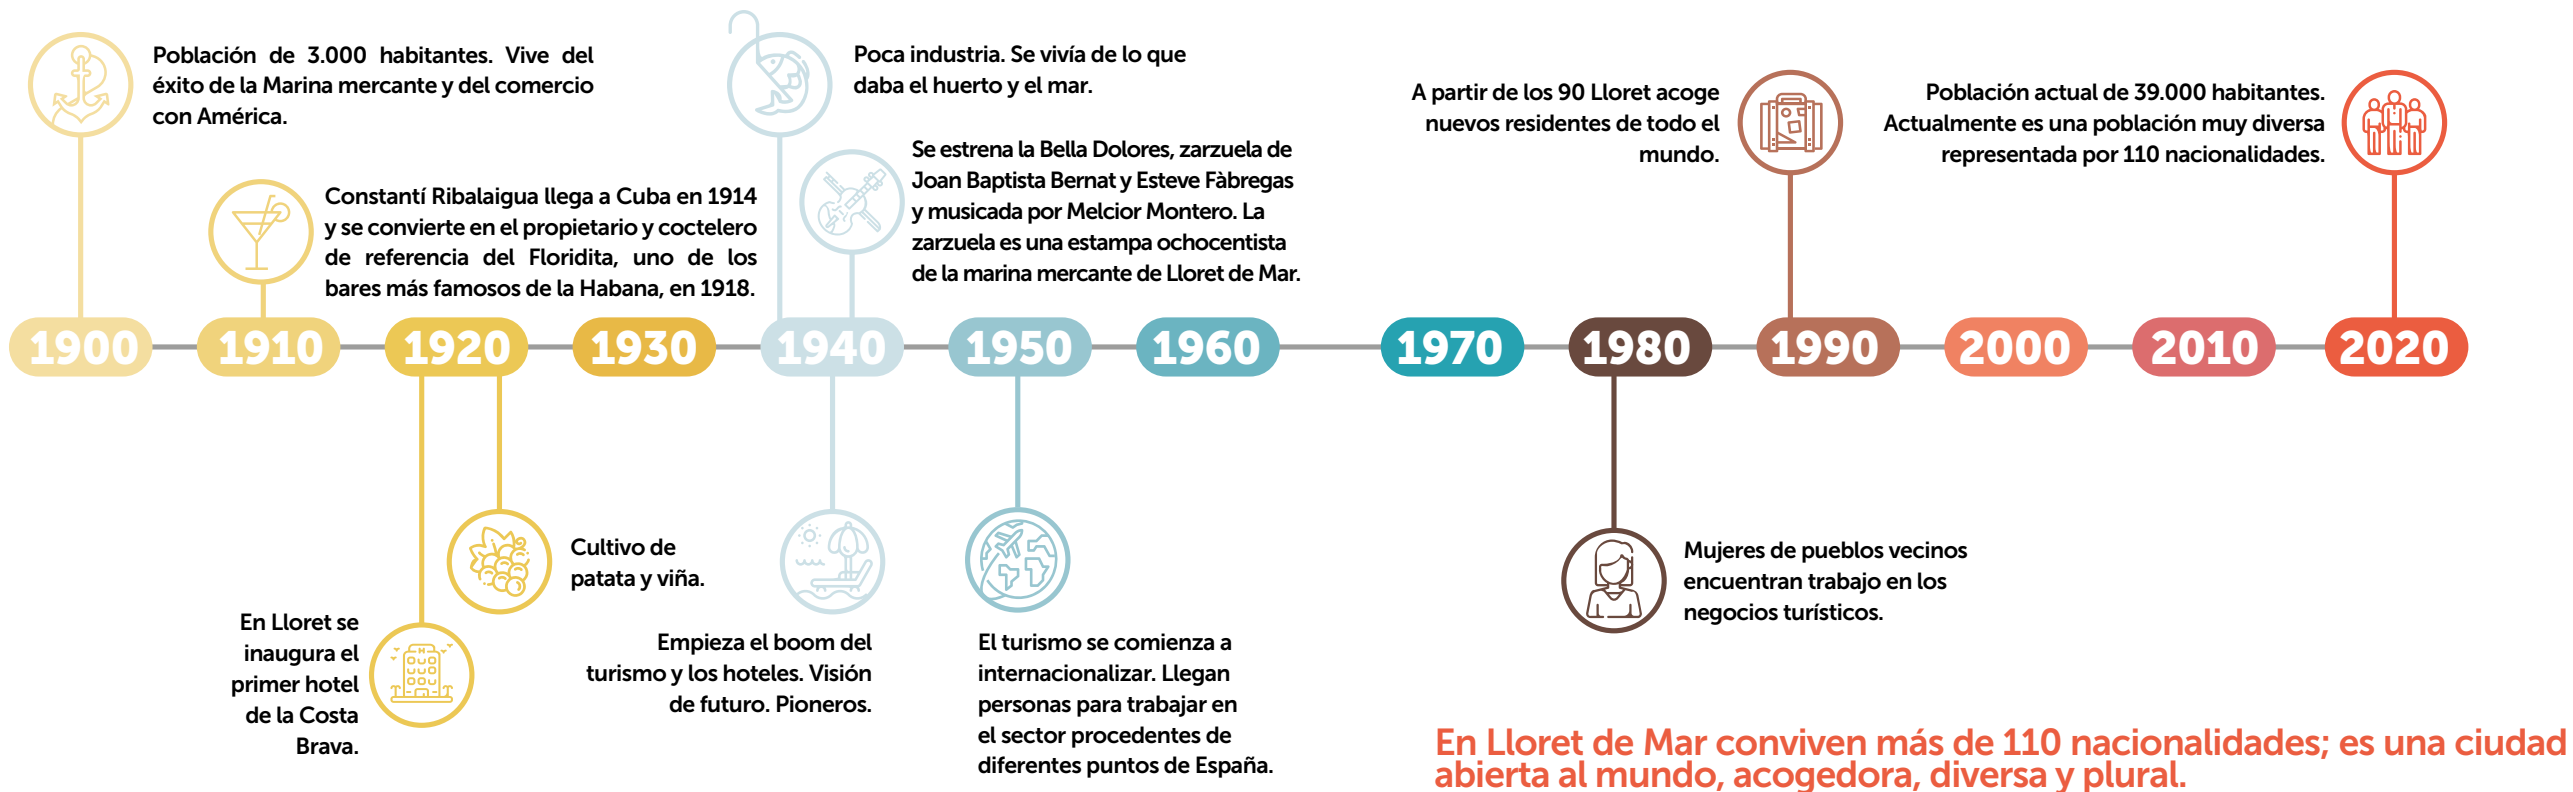 Población de 3.000 habitantes. Vive del
éxito de la Marina mercante y del comercio
con América.
Constantí Ribalaigua llega a Cuba en 1914
y se convierte en el propietario y coctelero
de referencia del Floridita, uno de los
bares más famosos de la Habana, en 1918.
Poca industria. Se vivía de lo que
daba el huerto y el mar.
Se estrena la Bella Dolores, zarzuela de
Joan Baptista Bernat y Esteve Fàbregas
y musicada por Melcior Montero. La
zarzuela es una estampa ochocentista
de la marina mercante de Lloret de Mar.
A partir de los 90 Lloret acoge
nuevos residentes de todo el
mundo.
Población actual de 39.000 habitantes.
Actualmente es una población muy diversa
representada por 110 nacionalidades.
1900
1910
1920
1930
1940
1950
1960
1970
1980
1990
2000
2010
2020
En Lloret se
inaugura el
primer hotel
de la Costa
Brava.
Cultivo de
patata y viña.
Empieza el boom del
turismo y los hoteles. Visión
de futuro. Pioneros.
El turismo se comienza a
internacionalizar. Llegan
personas para trabajar en
el sector procedentes de
diferentes puntos de España.
Mujeres de pueblos vecinos
encuentran trabajo en los
negocios turísticos.
En Lloret de Mar conviven más de 110 nacionalidades; es una ciudad
abierta al mundo, acogedora, diversa y plural.